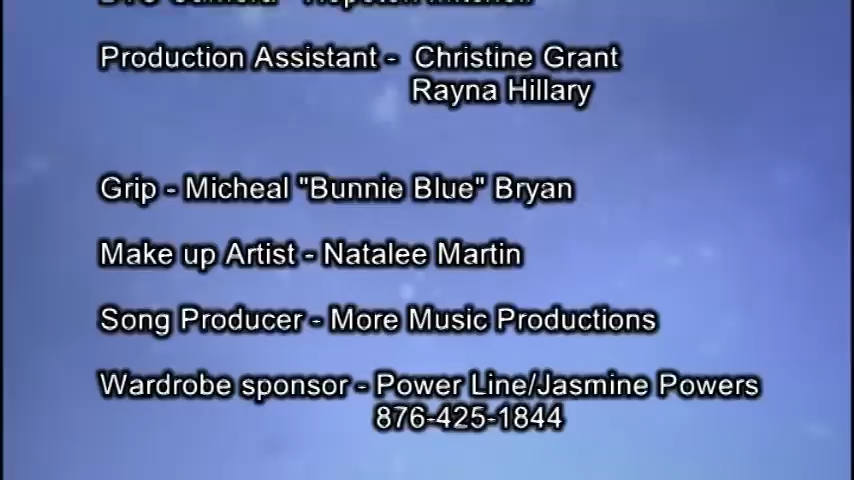 Production Assistant - Christine Grant
Rayna Hillary
Grip - Micheal "Bunnie Blue" Bryan
Make up Artist - Natalee Martin
Song Producer - More Music Productions
Wardrobe sponsor - Power Line/Jasmine Powers
876-425-1844